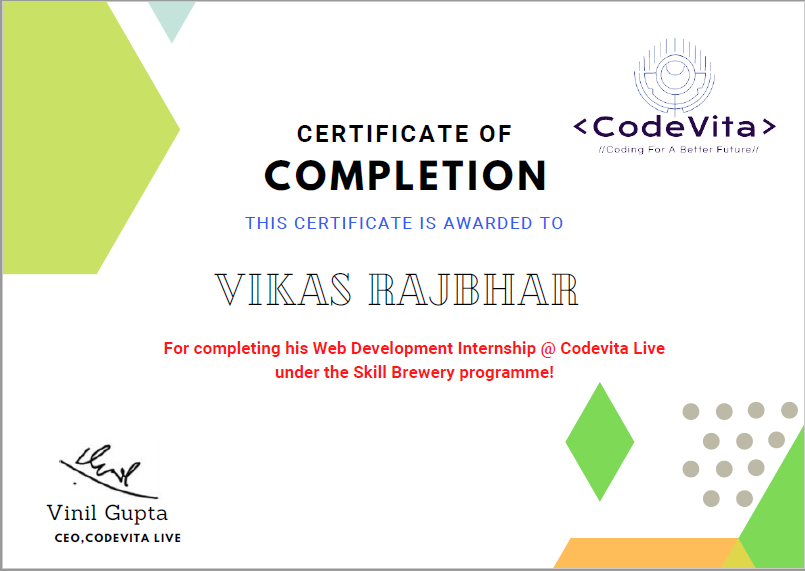 <CodeVita>
//Coding For A Better Future//
CERTIFICATE OF
COMPLETION
THIS CERTIFICATE IS AWARDED TO
VIKAS RAJBHAR
For completing his Web Development Internship @ Codevita Live
under the Skill Brewery programme!
Vinil Gupta
CEO,CODEVITA LIVE